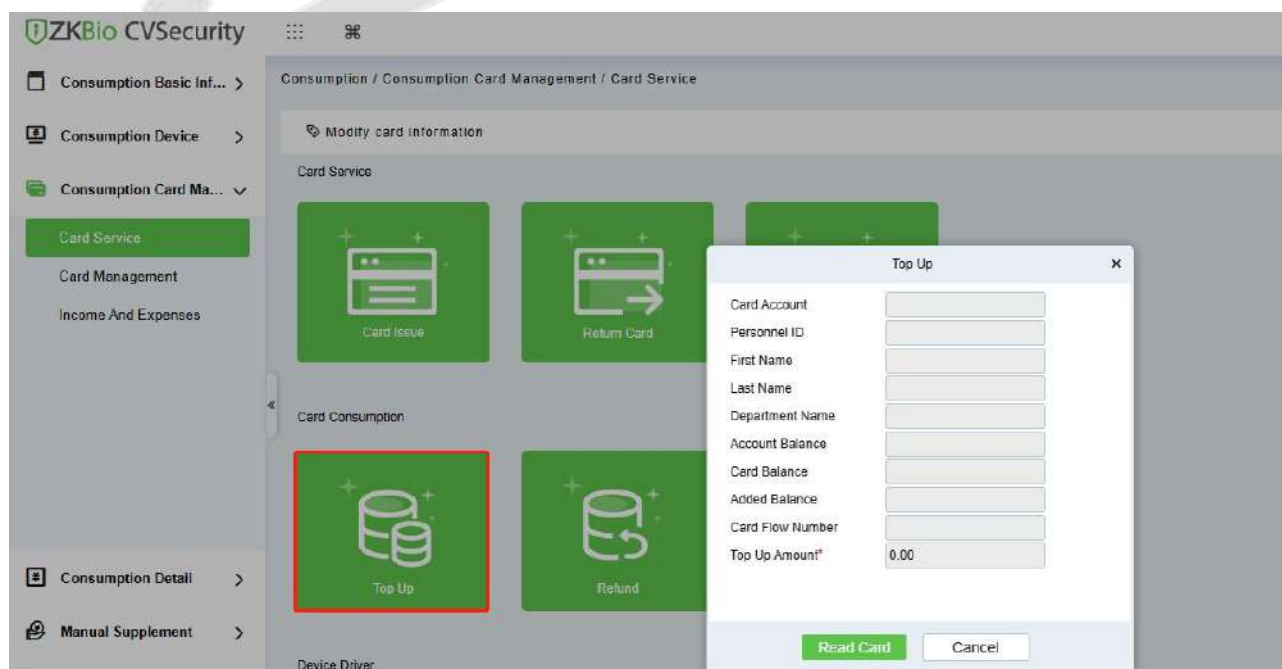 ZKBio CVSecurity
Consumption Basic Inf...
Consumption Device
Consumption Card Ma...
Card Service
Card Management
Income And Expenses
Consumption Detail
Manual Supplement
Consumption / Consumption Card Management / Card Service
Modify card information
Card Service
Card Issue
Return Card
Card Consumption
Top Up
Refund
Device Driver
Top Up
Card Account
Personnel ID
First Name
Last Name
Department Name
Account Balance
Card Balance
Added Balance
Card Flow Number
Top Up Amount* 0.00
Read Card Cancel